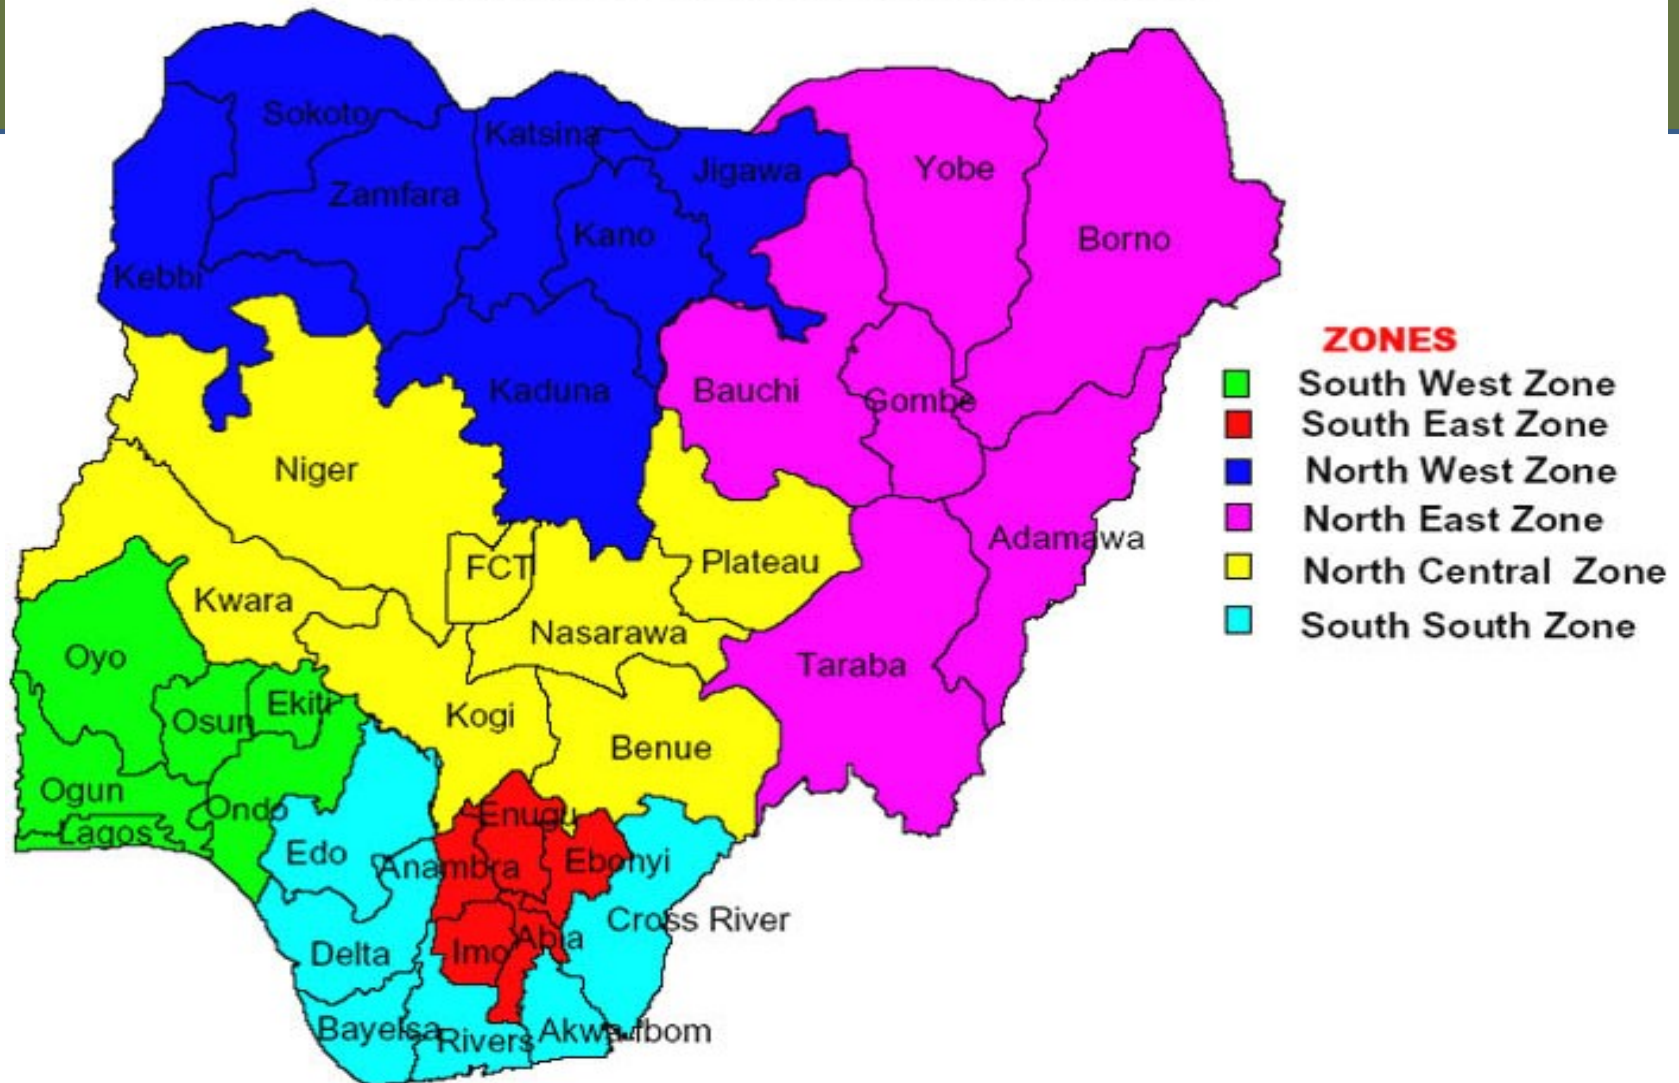 Sokoto
Katsina
Jigawa
Yobe
Zamfara
Kano
Borno
Kebbi
ZONES
South West Zone
South East Zone
North West Zone
North East Zone
North Central Zone
South South Zone
Kaduna
Bauchi
Gombe
Niger
Adamawa
FCT
Plateau
Kwara
Nasarawa
Oyo
Taraba
Ekiti
Osun
Kogi
Benue
Ogun
Ondo
Enugu
Lagos
Edo
Anambra
Ebonyi
Cross River
Delta
Imo
Abia
Bayelsa
Rivers
Akwa-Ibom